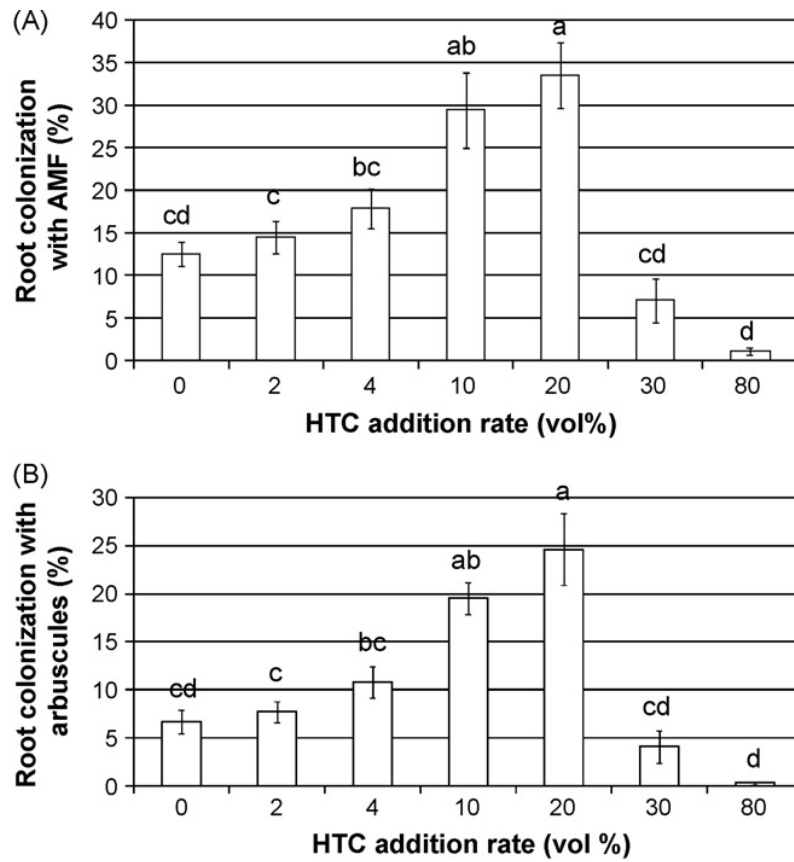 (A)
Root colonization
with AMF (%)
40
35
30
25
20
15
10
5
0
cd
c
bc
ab
a
cd
d
0 2 4 10 20 30 80
HTC addition rate (vol%)
(B)
Root colonization with
arbuscules (%)
30
25
20
15
10
5
0
cd
c
bc
ab
a
cd
d
0 2 4 10 20 30 80
HTC addition rate (vol %)